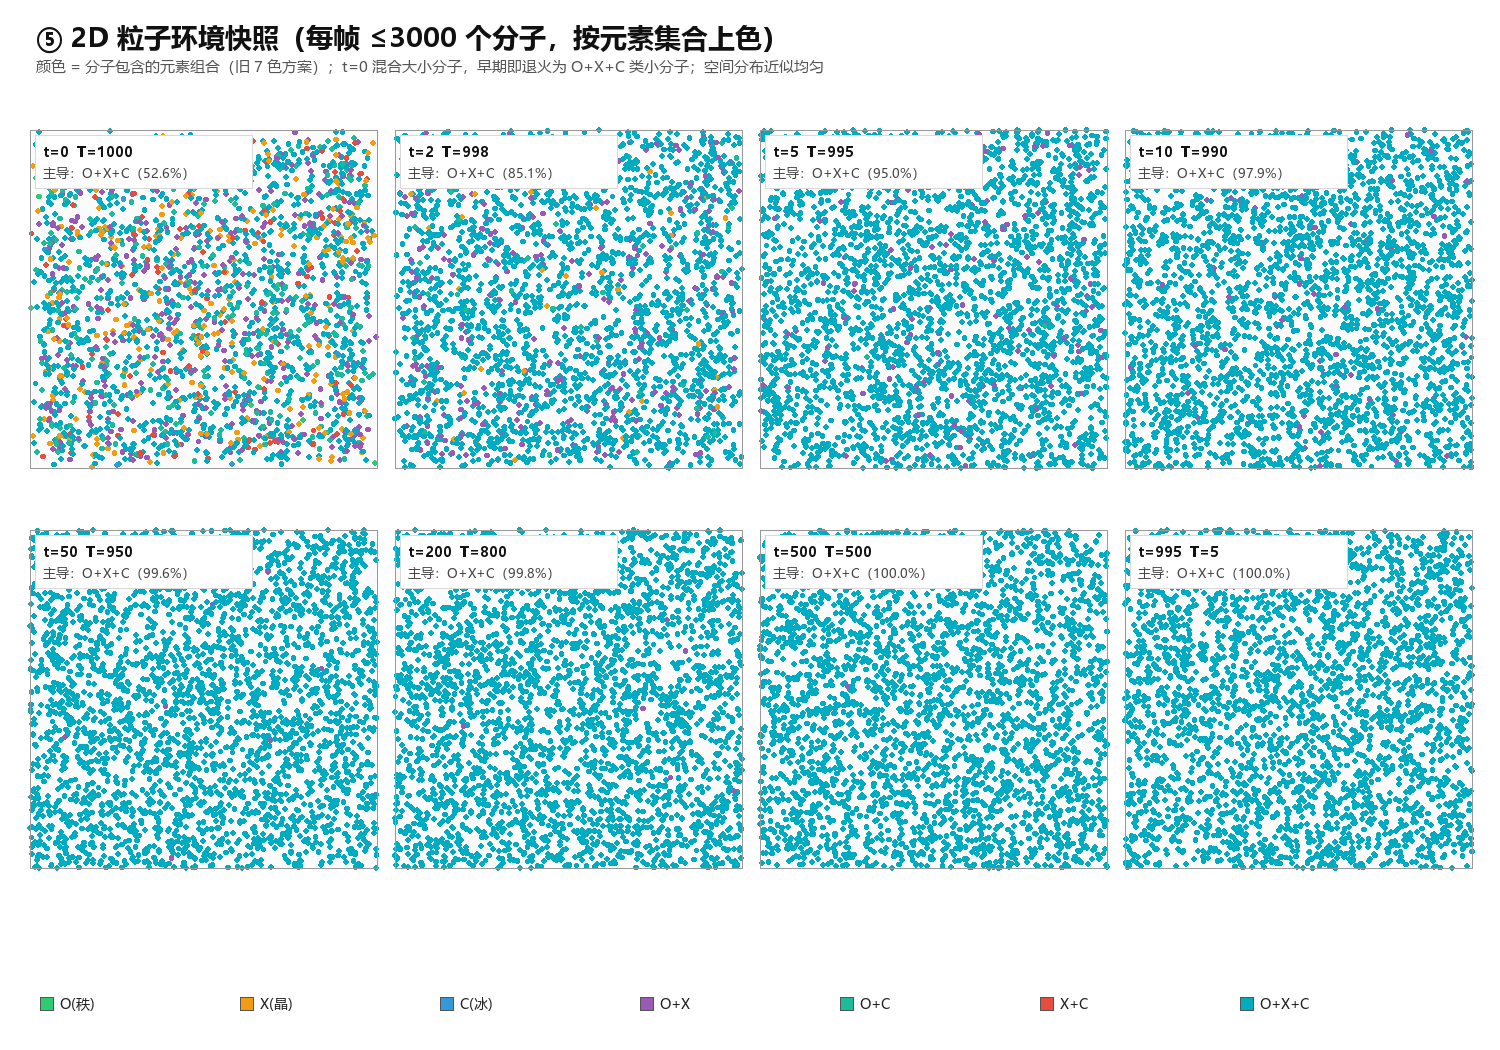 ⑤ 2D 粒子环境快照（每帧 ≤3000 个分子，按元素集合上色）
颜色 = 分子包含的元素组合（旧 7 色方案）；t=0 混合大小分子，早期即退火为 O+X+C 类小分子；空间分布近似均匀
t=0 T=1000
主导：O+X+C（52.6%）
t=2 T=998
主导：O+X+C（85.1%）
t=5 T=995
主导：O+X+C（95.0%）
t=10 T=990
主导：O+X+C（97.9%）
t=50 T=950
主导：O+X+C（99.6%）
t=200 T=800
主导：O+X+C（99.8%）
t=500 T=500
主导：O+X+C（100.0%）
t=995 T=5
主导：O+X+C（100.0%）
O(秩)
X(晶)
C(冰)
O+X
O+C
X+C
O+X+C